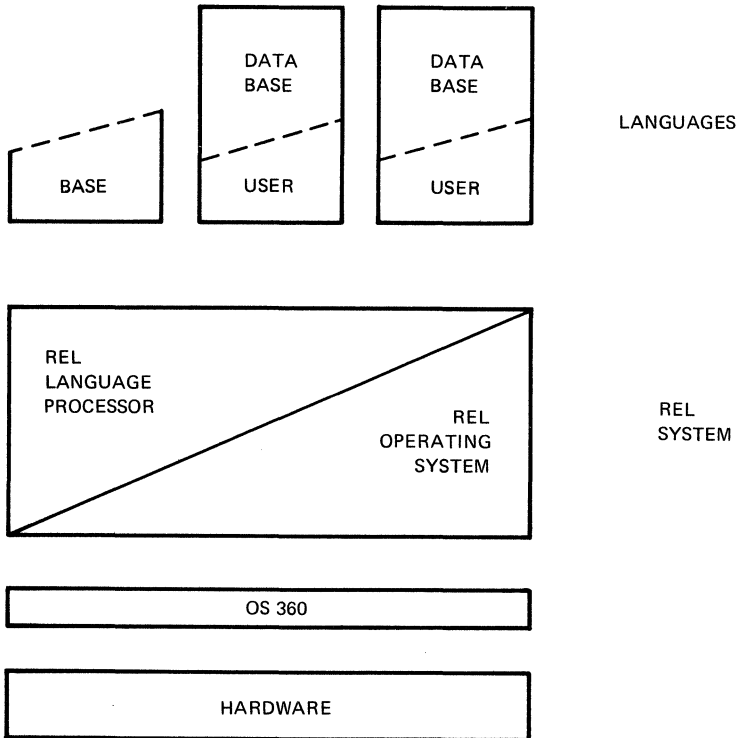 DATA
BASE
DATA
BASE
LANGUAGES
BASE
USER
USER
REL
LANGUAGE
PROCESSOR
REL
OPERATING
SYSTEM
REL
SYSTEM
OS 360
HARDWARE